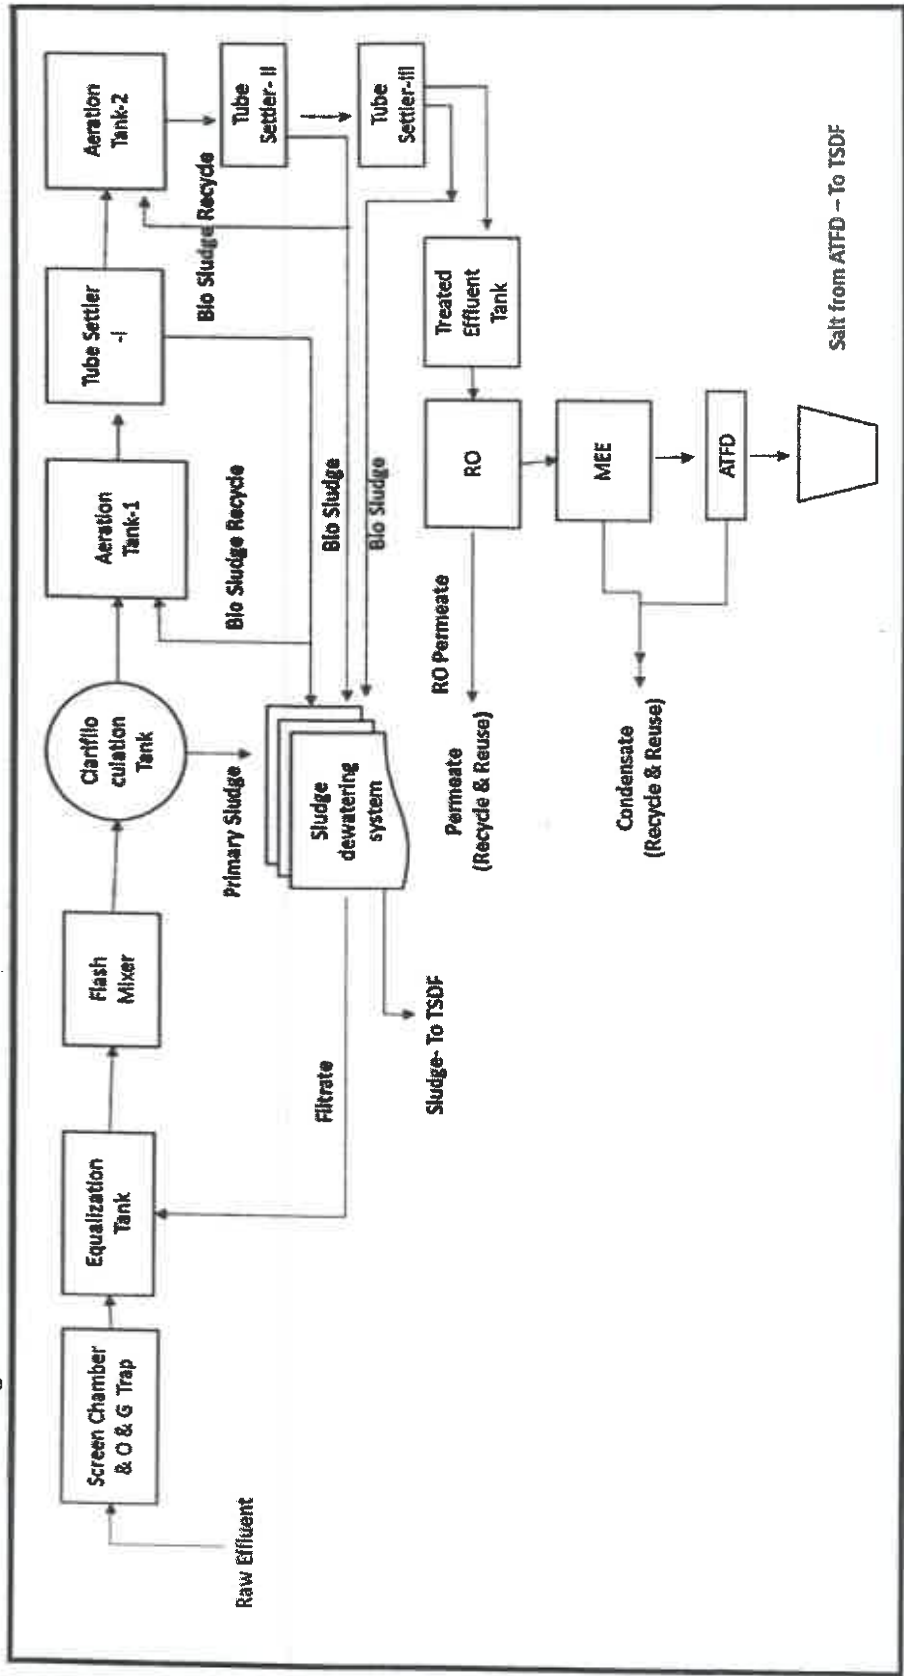 Raw Effluent
Screen Chamber
& O & G Trap
Equalization
Tank
Flash
Mixer
Clariflo
culation
Tank
Aeration
Tank-1
Tube Settler
-I
Aeration
Tank-2
Tube
Settler- II
Tube
Settler-III
Bio Sludge Recycle
Bio Sludge Recycle
Primary Sludge
Bio Sludge
Bio Sludge
Sludge
dewatering
system
Filtrate
Sludge- To TSDF
Treated
Effluent
Tank
RO
RO Permeate
Permeate
(Recycle & Reuse)
MEE
ATFD
Condensate
(Recycle & Reuse)
Salt from ATFD – To TSDF